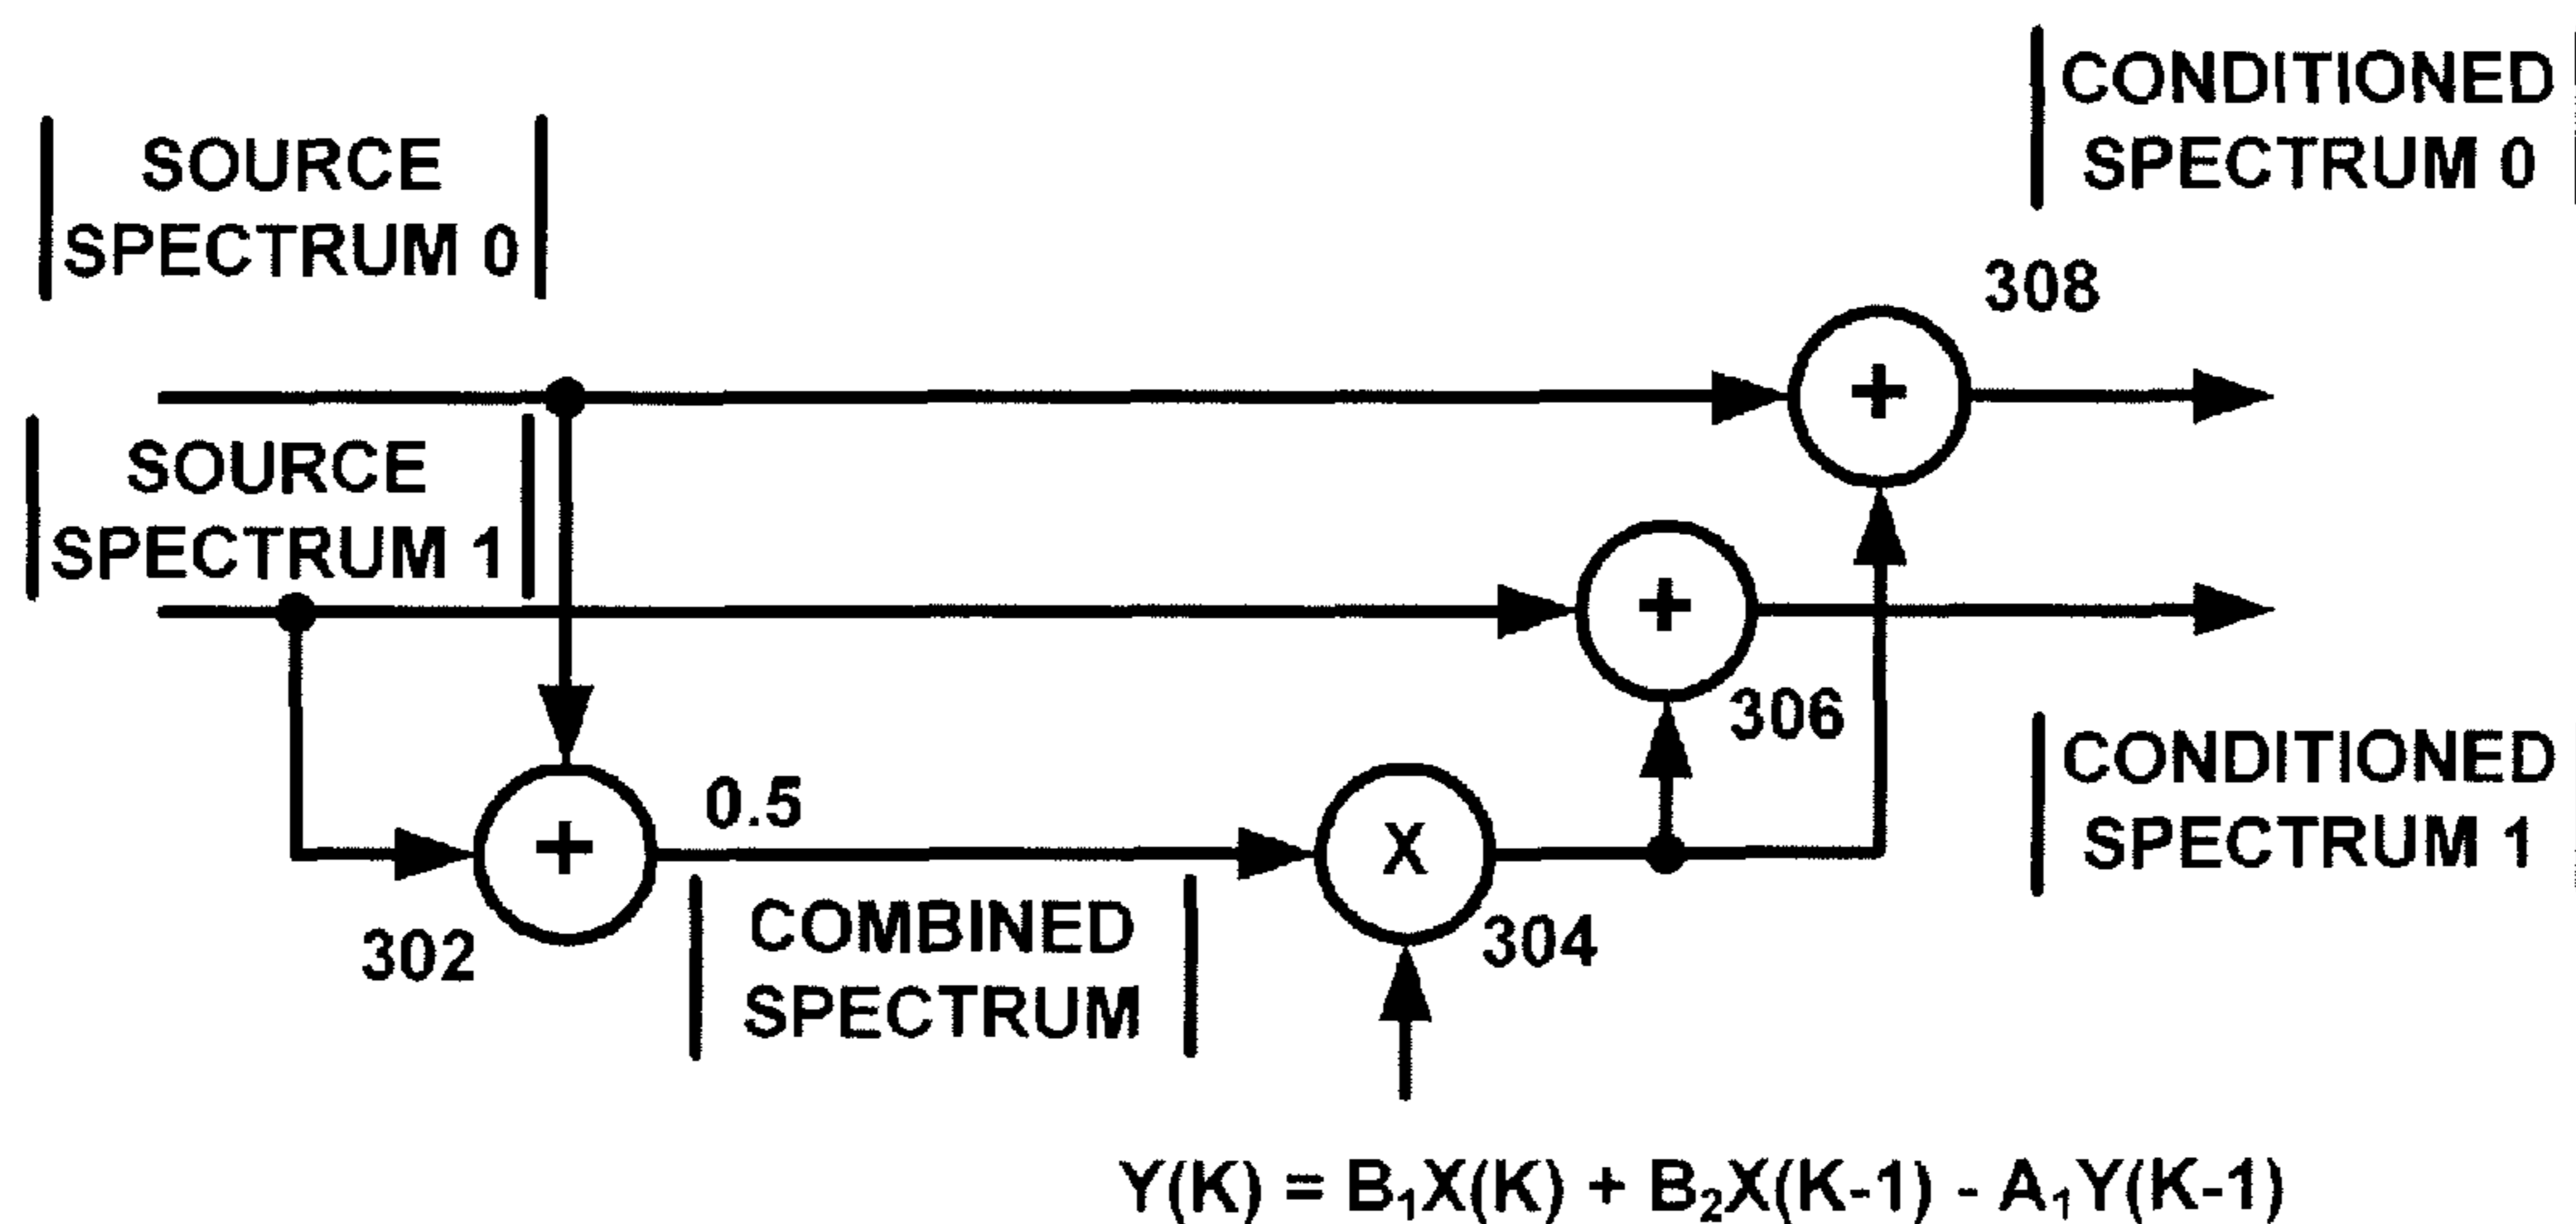 CONDITIONED
SPECTRUM 0
SOURCE
SPECTRUM 0
308
+
SOURCE
SPECTRUM 1
+
306
0.5
+
X
302
304
COMBINED
SPECTRUM
CONDITIONED
SPECTRUM 1
Y(K) = B₁X(K) + B₂X(K-1) - A₁Y(K-1)